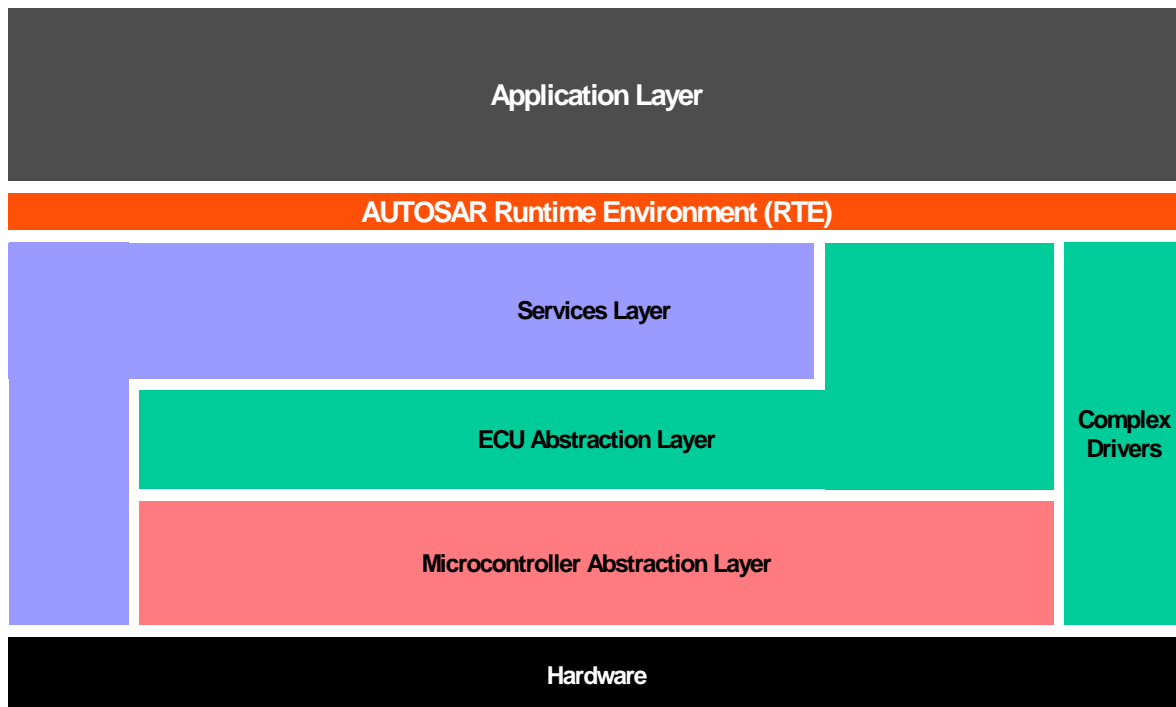 Application Layer
AUTOSAR Runtime Environment (RTE)
Services Layer
ECU Abstraction Layer
Complex
Drivers
Microcontroller Abstraction Layer
Hardware